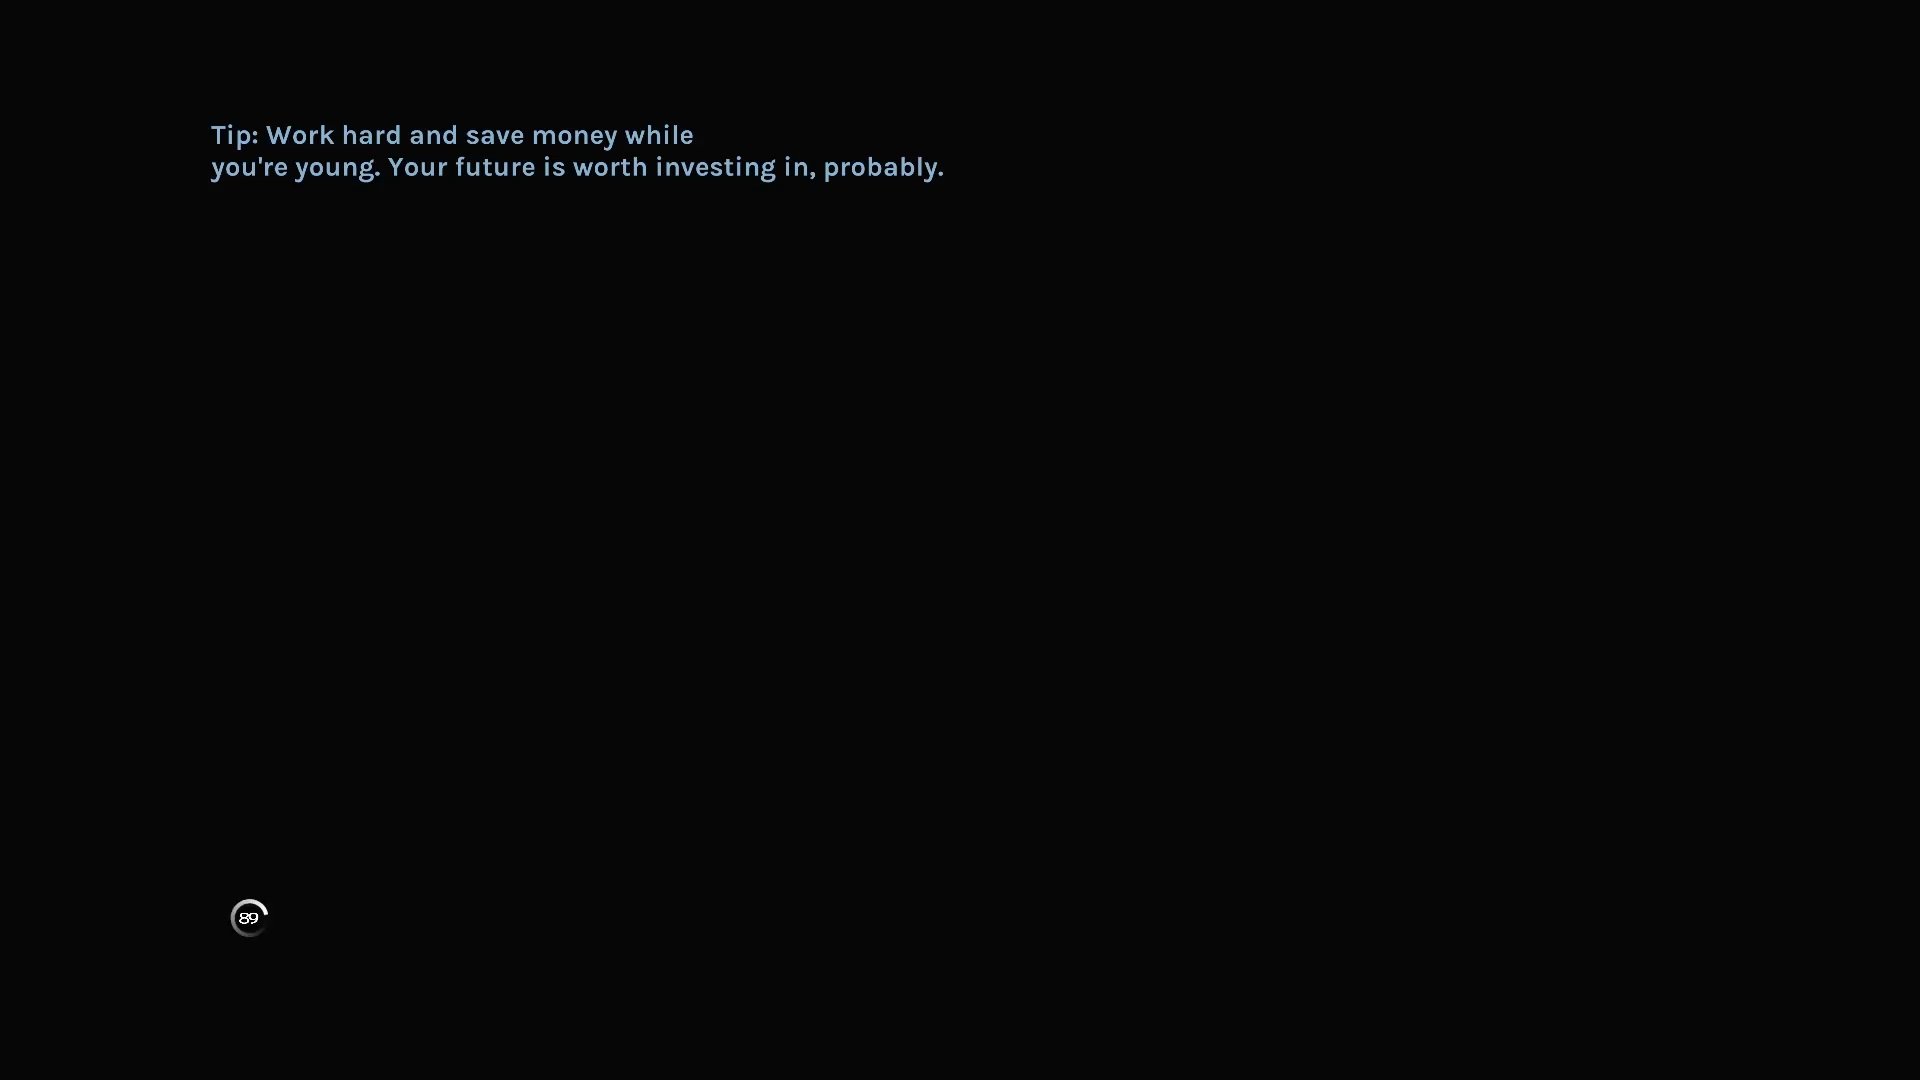 Tip: Work hard and save money while
you're young. Your future is worth investing in, probably.
89